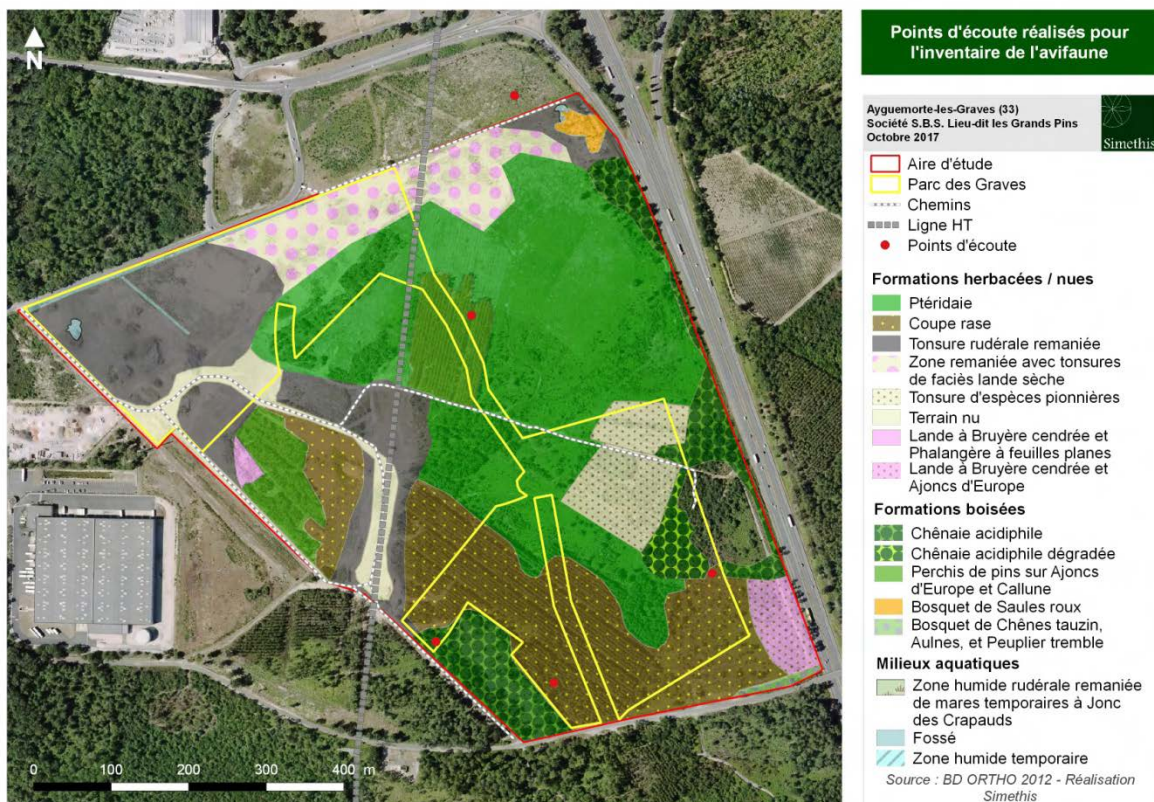 N
0 100 200 300 400 m
Points d'écoute réalisés pour
l'inventaire de l'avifaune
Ayguemorte-les-Graves (33)
Société S.B.S. Lieu-dit les Grands Pins
Octobre 2017
Simethis
Aire d'étude
Parc des Graves
Chemins
Ligne HT
Points d'écoute
Formations herbacées / nues
Ptéridaie
Coupe rase
Tonsure rudérale remaniée
Zone remaniée avec tonsures
de faciès lande sèche
Tonsure d'espèces pionnières
Terrain nu
Lande à Bruyère cendrée et
Phalangère à feuilles planes
Lande à Bruyère cendrée et
Ajoncs d'Europe
Formations boisées
Chênaie acidiphile
Chênaie acidiphile dégradée
Perchis de pins sur Ajoncs
d'Europe et Callune
Bosquet de Saules roux
Bosquet de Chênes tauzin,
Aulnes, et Peuplier tremble
Milieux aquatiques
Zone humide rudérale remaniée
de mares temporaires à Jonc
des Crapauds
Fossé
Zone humide temporaire
Source : BD ORTHO 2012 - Réalisation
Simethis